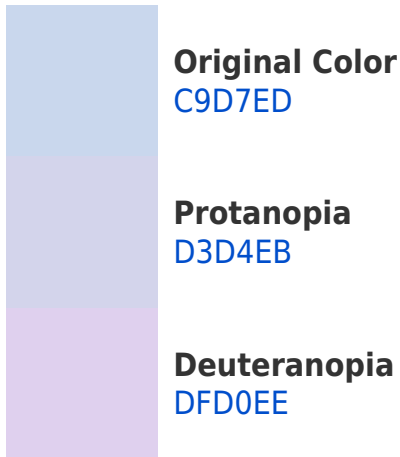 Original Color
C9D7ED
Protanopia
D3D4EB
Deuteranopia
DFD0EE